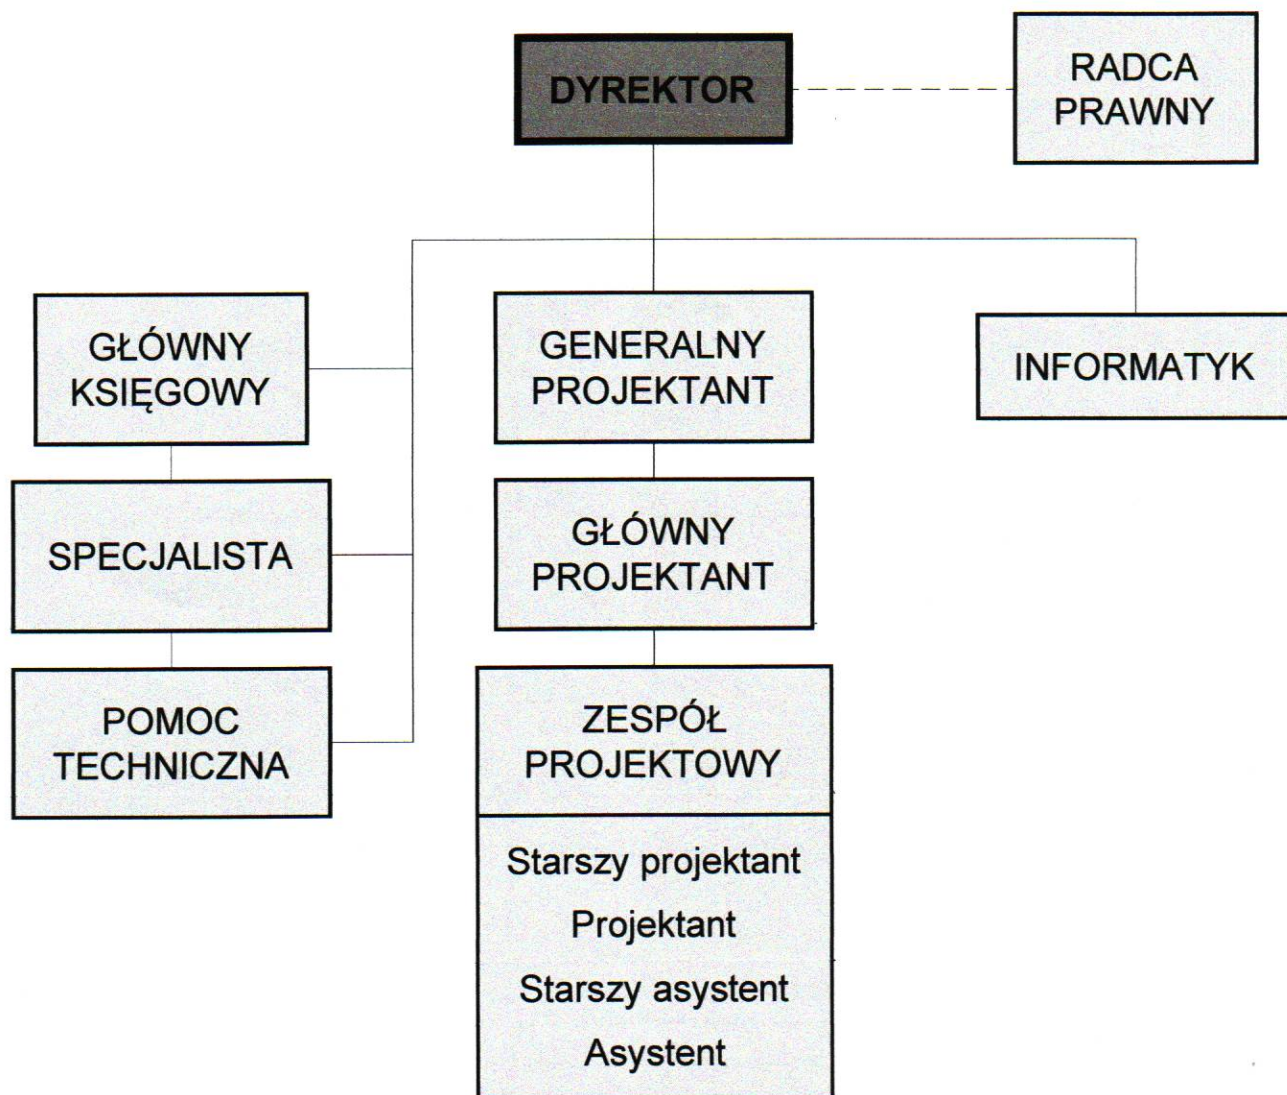 DYREKTOR
RADCA
PRAWNY
GŁÓWNY
KSIĘGOWY
GENERALNY
PROJEKTANT
INFORMATYK
SPECJALISTA
GŁÓWNY
PROJEKTANT
POMOC
TECHNICZNA
ZESPÓŁ
PROJEKTOWY
Starszy projektant
Projektant
Starszy asystent
Asystent